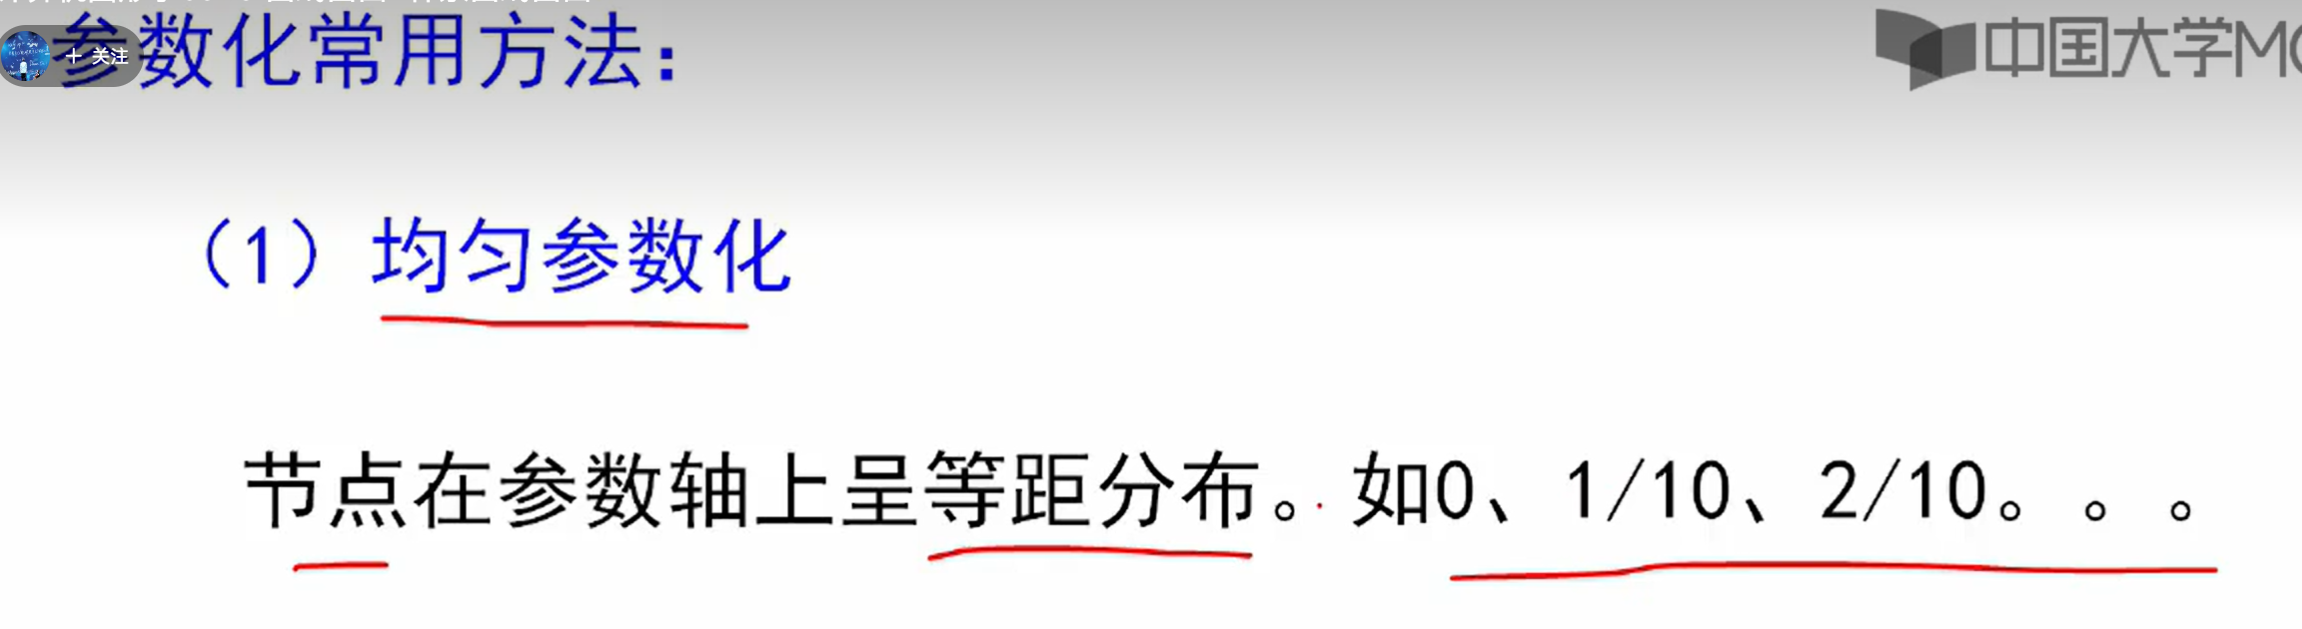 参数化常用方法：
+ 关注
中国大学MO
（1）均匀参数化
节点在参数轴上呈等距分布。如0、1/10、2/10。。。